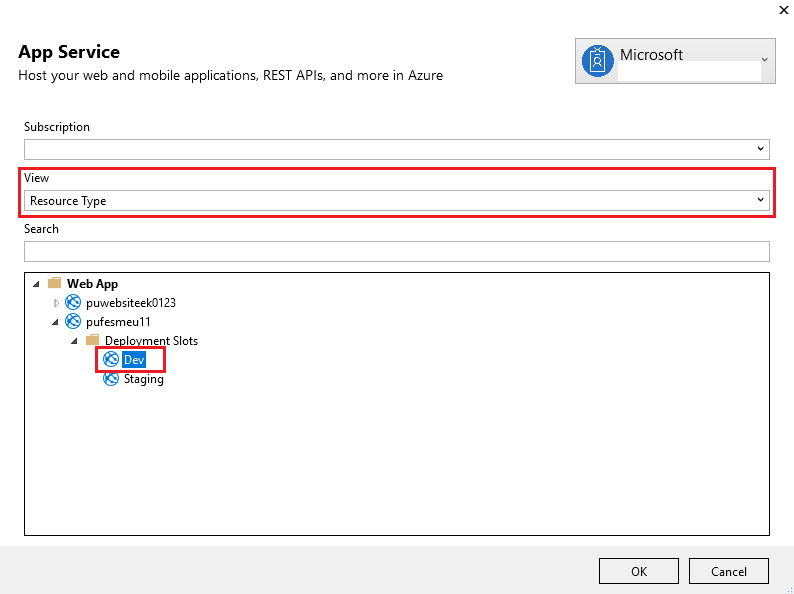 App Service
Host your web and mobile applications, REST APIs, and more in Azure
Microsoft
Subscription
View
Resource Type
Search
Web App
puwebsiteek0123
pufesmeu11
Deployment Slots
Dev
Staging
OK
Cancel